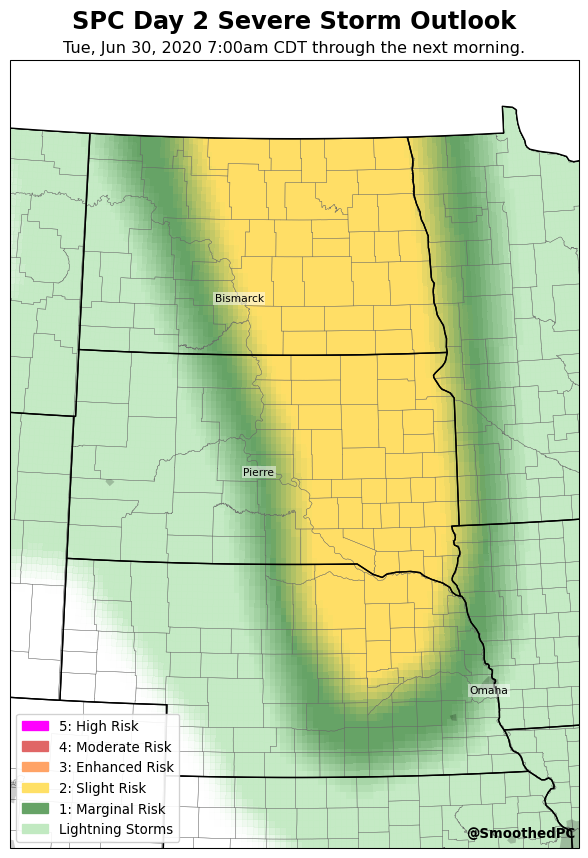 SPC Day 2 Severe Storm Outlook
Tue, Jun 30, 2020 7:00am CDT through the next morning.
Bismarck
Pierre
Omaha
5: High Risk
4: Moderate Risk
3: Enhanced Risk
2: Slight Risk
1: Marginal Risk
Lightning Storms
@SmoothedPC